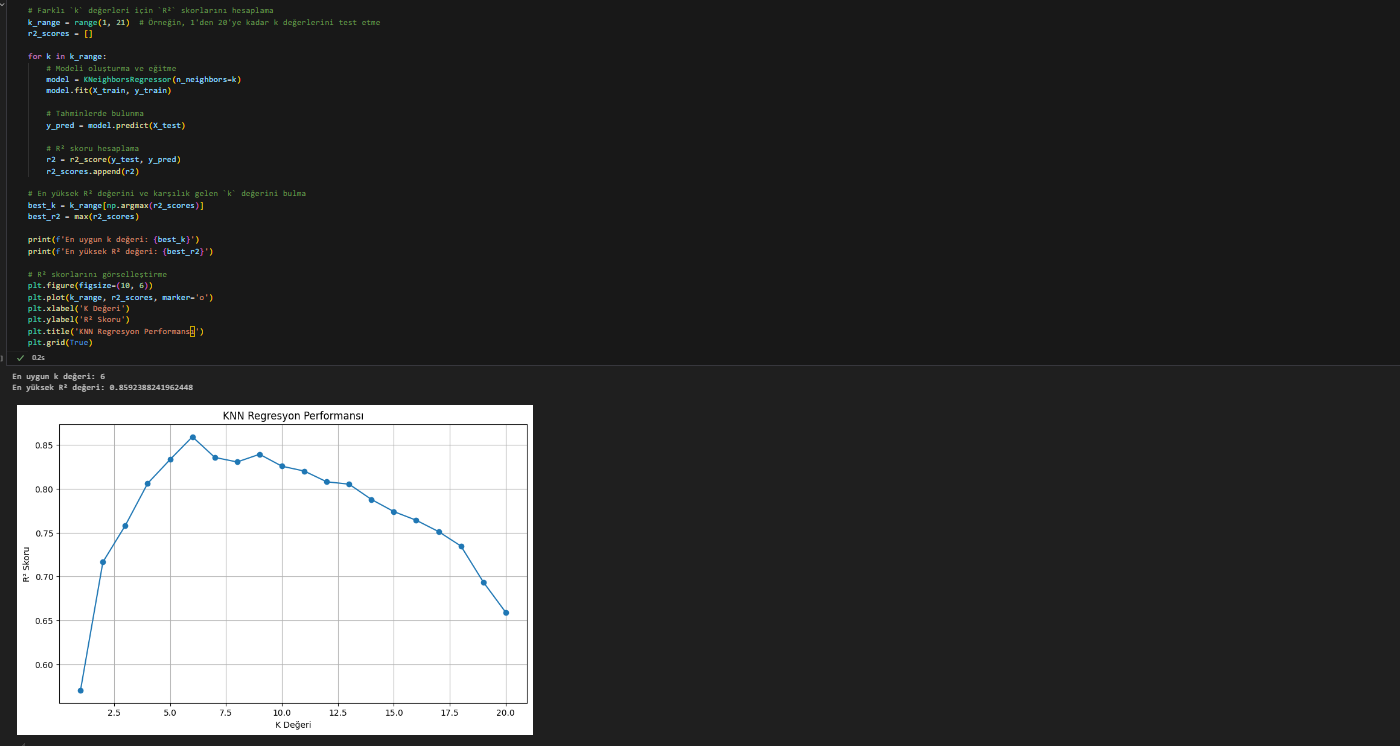 # Farklı `k` değerleri için `R²` skorlarını hesaplama
k_range = range(1, 21)  # Örneğin, 1'den 20'ye kadar k değerlerini test etme
r2_scores = []
for k in k_range:
    # Modeli oluşturma ve eğitme
    model = KNeighborsRegressor(n_neighbors=k)
    model.fit(X_train, y_train)
    # Tahminlerde bulunma
    y_pred = model.predict(X_test)
    # R² skoru hesaplama
    r2 = r2_score(y_test, y_pred)
    r2_scores.append(r2)
# En yüksek R² değerini ve karşılık gelen `k` değerini bulma
best_k = k_range[np.argmax(r2_scores)]
best_r2 = max(r2_scores)
print(f'En uygun k değeri: {best_k}')
print(f'En yüksek R² değeri: {best_r2}')
# R² skorlarını görselleştirme
plt.figure(figsize=(10, 6))
plt.plot(k_range, r2_scores, marker='o')
plt.xlabel('K Değeri')
plt.ylabel('R² Skoru')
plt.title('KNN Regresyon Performansı')
plt.grid(True)
0.2s
En uygun k değeri: 6
En yüksek R² değeri: 0.8592388241962448
KNN Regresyon Performansı
R² Skoru
0.85
0.80
0.75
0.70
0.65
0.60
2.5 5.0 7.5 10.0 12.5 15.0 17.5 20.0
K Değeri